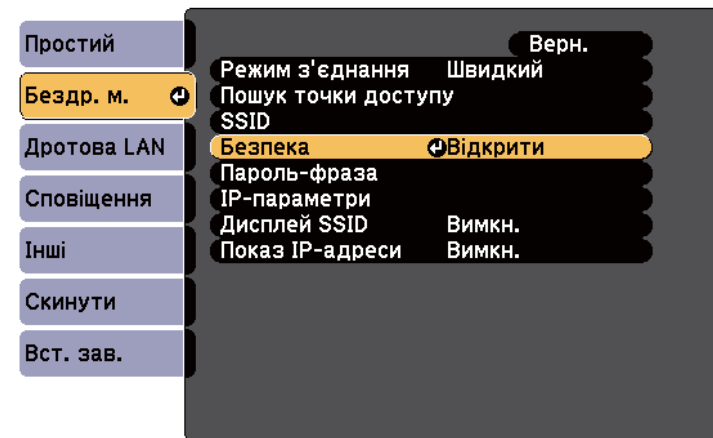 Простий
Бездр. м.
Дротова LAN
Сповіщення
Інші
Скинути
Вст. зав.
Верн.
Режим з'єднання Швидкий
Пошук точки доступу
SSID
Безпека Відкрити
Пароль-фраза
IP-параметри
Дисплей SSID Вимкн.
Показ IP-адреси Вимкн.